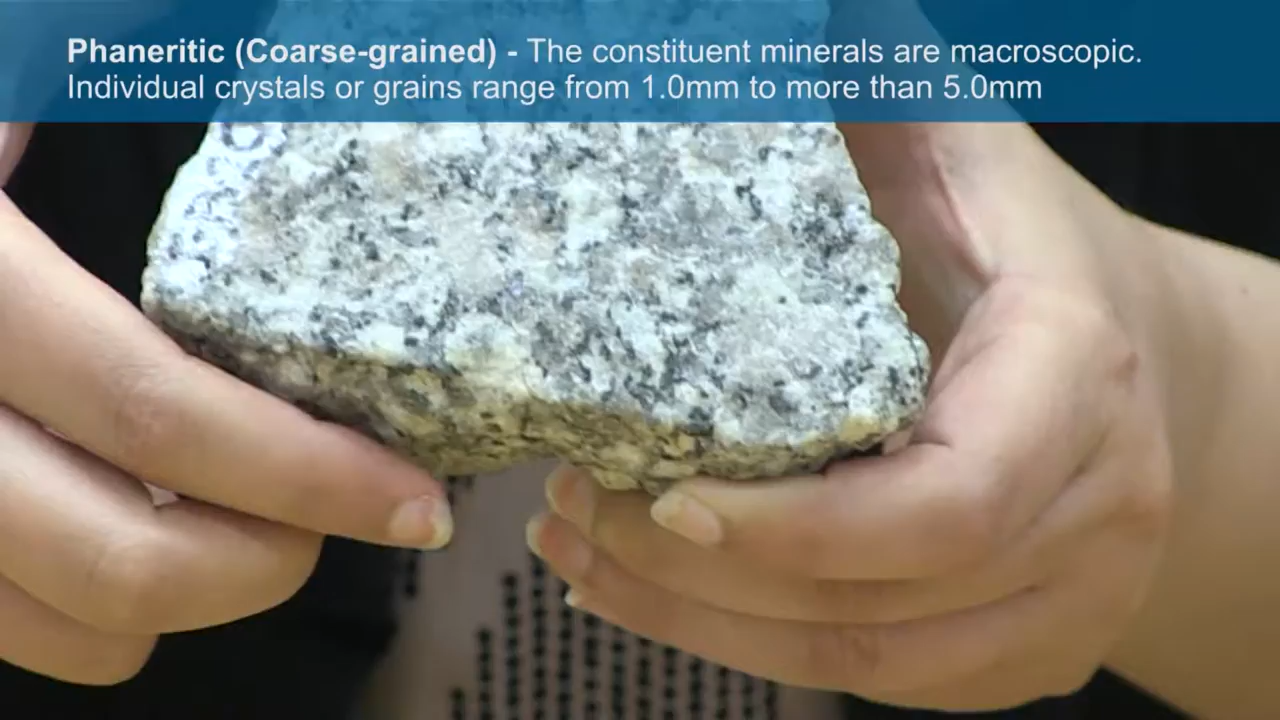 Phaneritic (Coarse-grained) - The constituent minerals are macroscopic.
Individual crystals or grains range from 1.0mm to more than 5.0mm